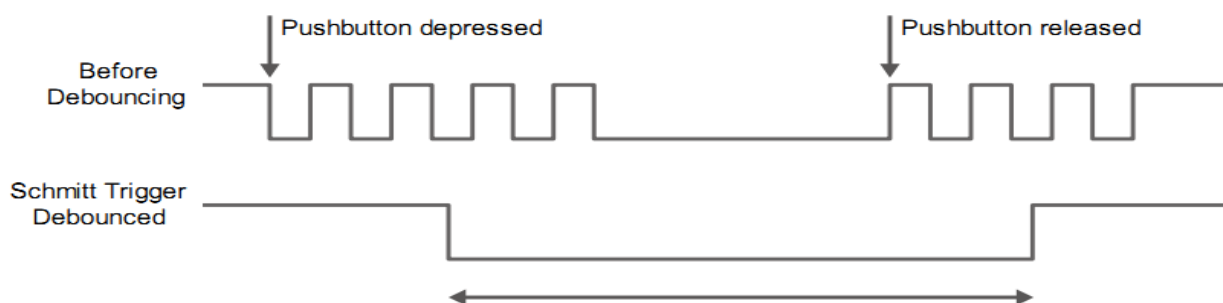 Pushbutton depressed
Pushbutton released
Before
Debouncing
Schmitt Trigger
Debounced